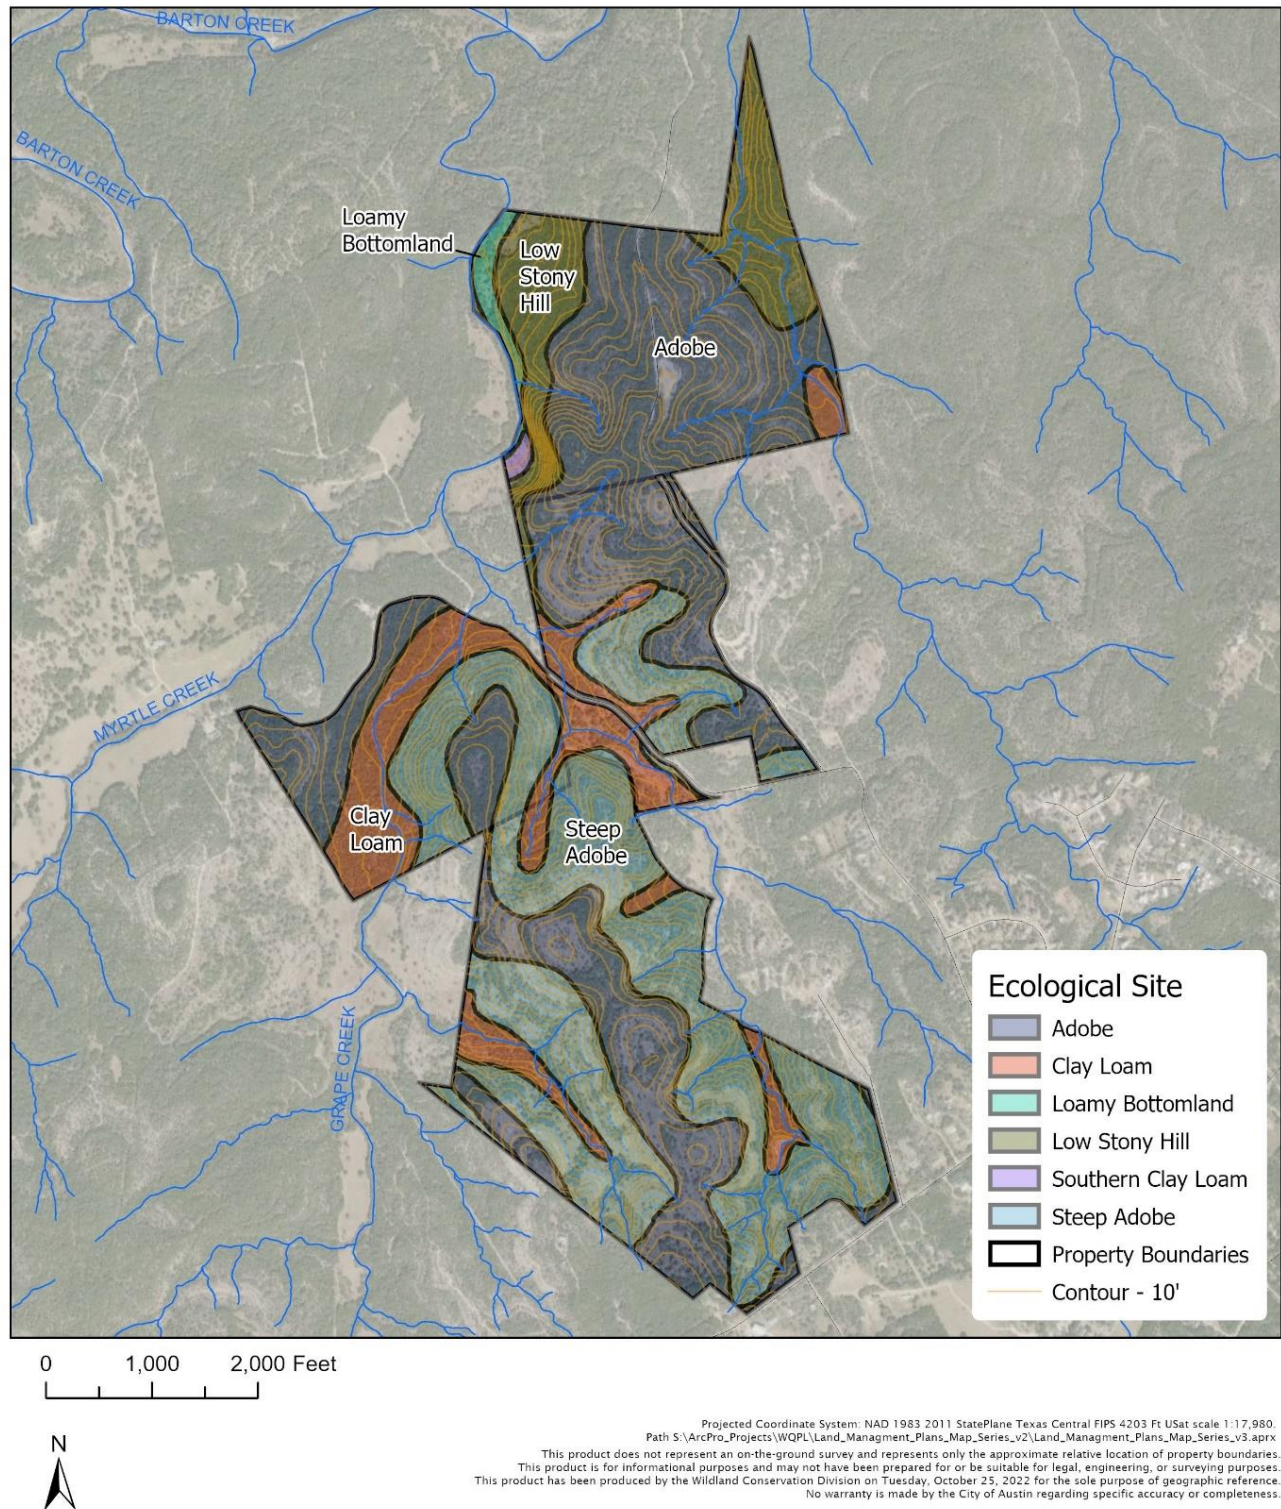 BARTON CREEK
BARTON CREEK
Loamy
Bottomland
Low
Stony
Hill
Adobe
MYRTLE CREEK
Clay
Loam
Steep
Adobe
GRAPE CREEK
Ecological Site
Adobe
Clay Loam
Loamy Bottomland
Low Stony Hill
Southern Clay Loam
Steep Adobe
Property Boundaries
Contour - 10'
0 1,000 2,000 Feet
N
Projected Coordinate System: NAD 1983 2011 StatePlane Texas Central FIPS 4203 Ft USat scale 1:17,980.
Path S:\ArcPro_Projects\WQPL\Land_Managment_Plans_Map_Series_v2\Land_Managment_Plans_Map_Series_v3.aprx
This product does not represent an on-the-ground survey and represents only the approximate relative location of property boundaries.
This product is for informational purposes and may not have been prepared for or be suitable for legal, engineering, or surveying purposes.
This product has been produced by the Wildland Conservation Division on Tuesday, October 25, 2022 for the sole purpose of geographic reference.
No warranty is made by the City of Austin regarding specific accuracy or completeness.